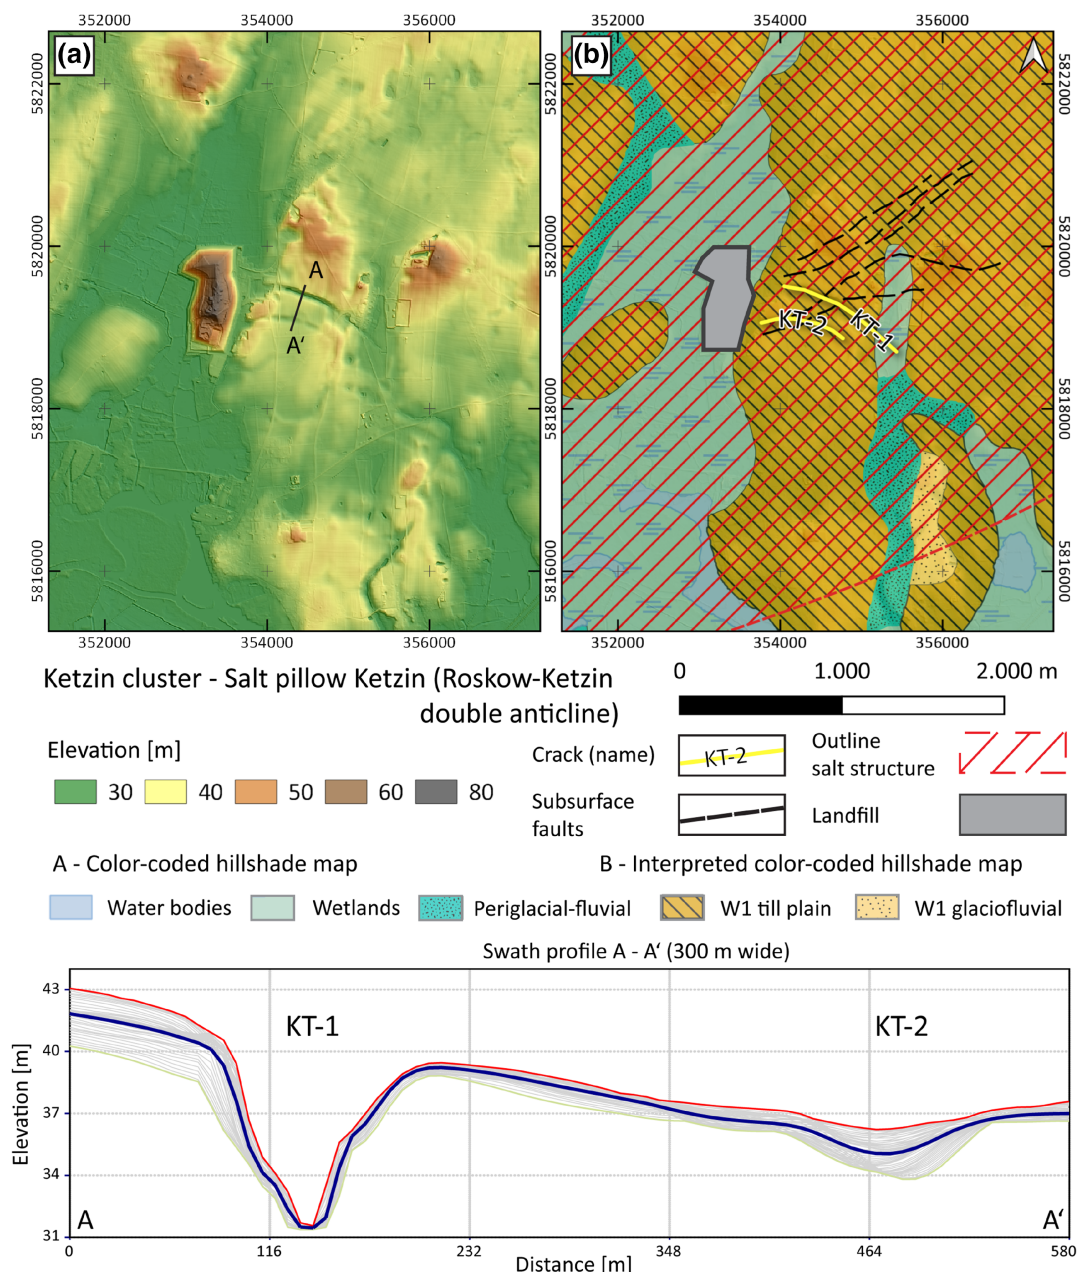 352000 354000 356000
352000 354000 356000
(a)
(b)
5822000
5822000
5820000
5820000
A
A‘
KT-2
KT-1
5818000
5818000
5816000
5816000
352000 354000 356000
352000 354000 356000
Ketzin cluster - Salt pillow Ketzin (Roskow-Ketzin
double anticline)
0 1.000 2.000 m
Elevation [m]
30 40 50 60 80
Crack (name)
KT-2
Outline
salt structure
Subsurface
faults
Landfill
A - Color-coded hillshade map
B - Interpreted color-coded hillshade map
Water bodies
Wetlands
Periglacial-fluvial
W1 till plain
W1 glaciofluvial
Swath profile A - A‘ (300 m wide)
43
40
37
34
31
Elevation [m]
KT-1
KT-2
A
A‘
0 116 232 348 464 580
Distance [m]